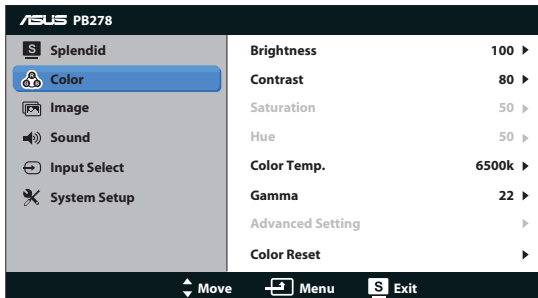 ASUS PB278
S Splendid
Color
Image
Sound
Input Select
System Setup
Brightness 100
Contrast 80
Saturation 50
Hue 50
Color Temp. 6500k
Gamma 22
Advanced Setting
Color Reset
Move Menu S Exit